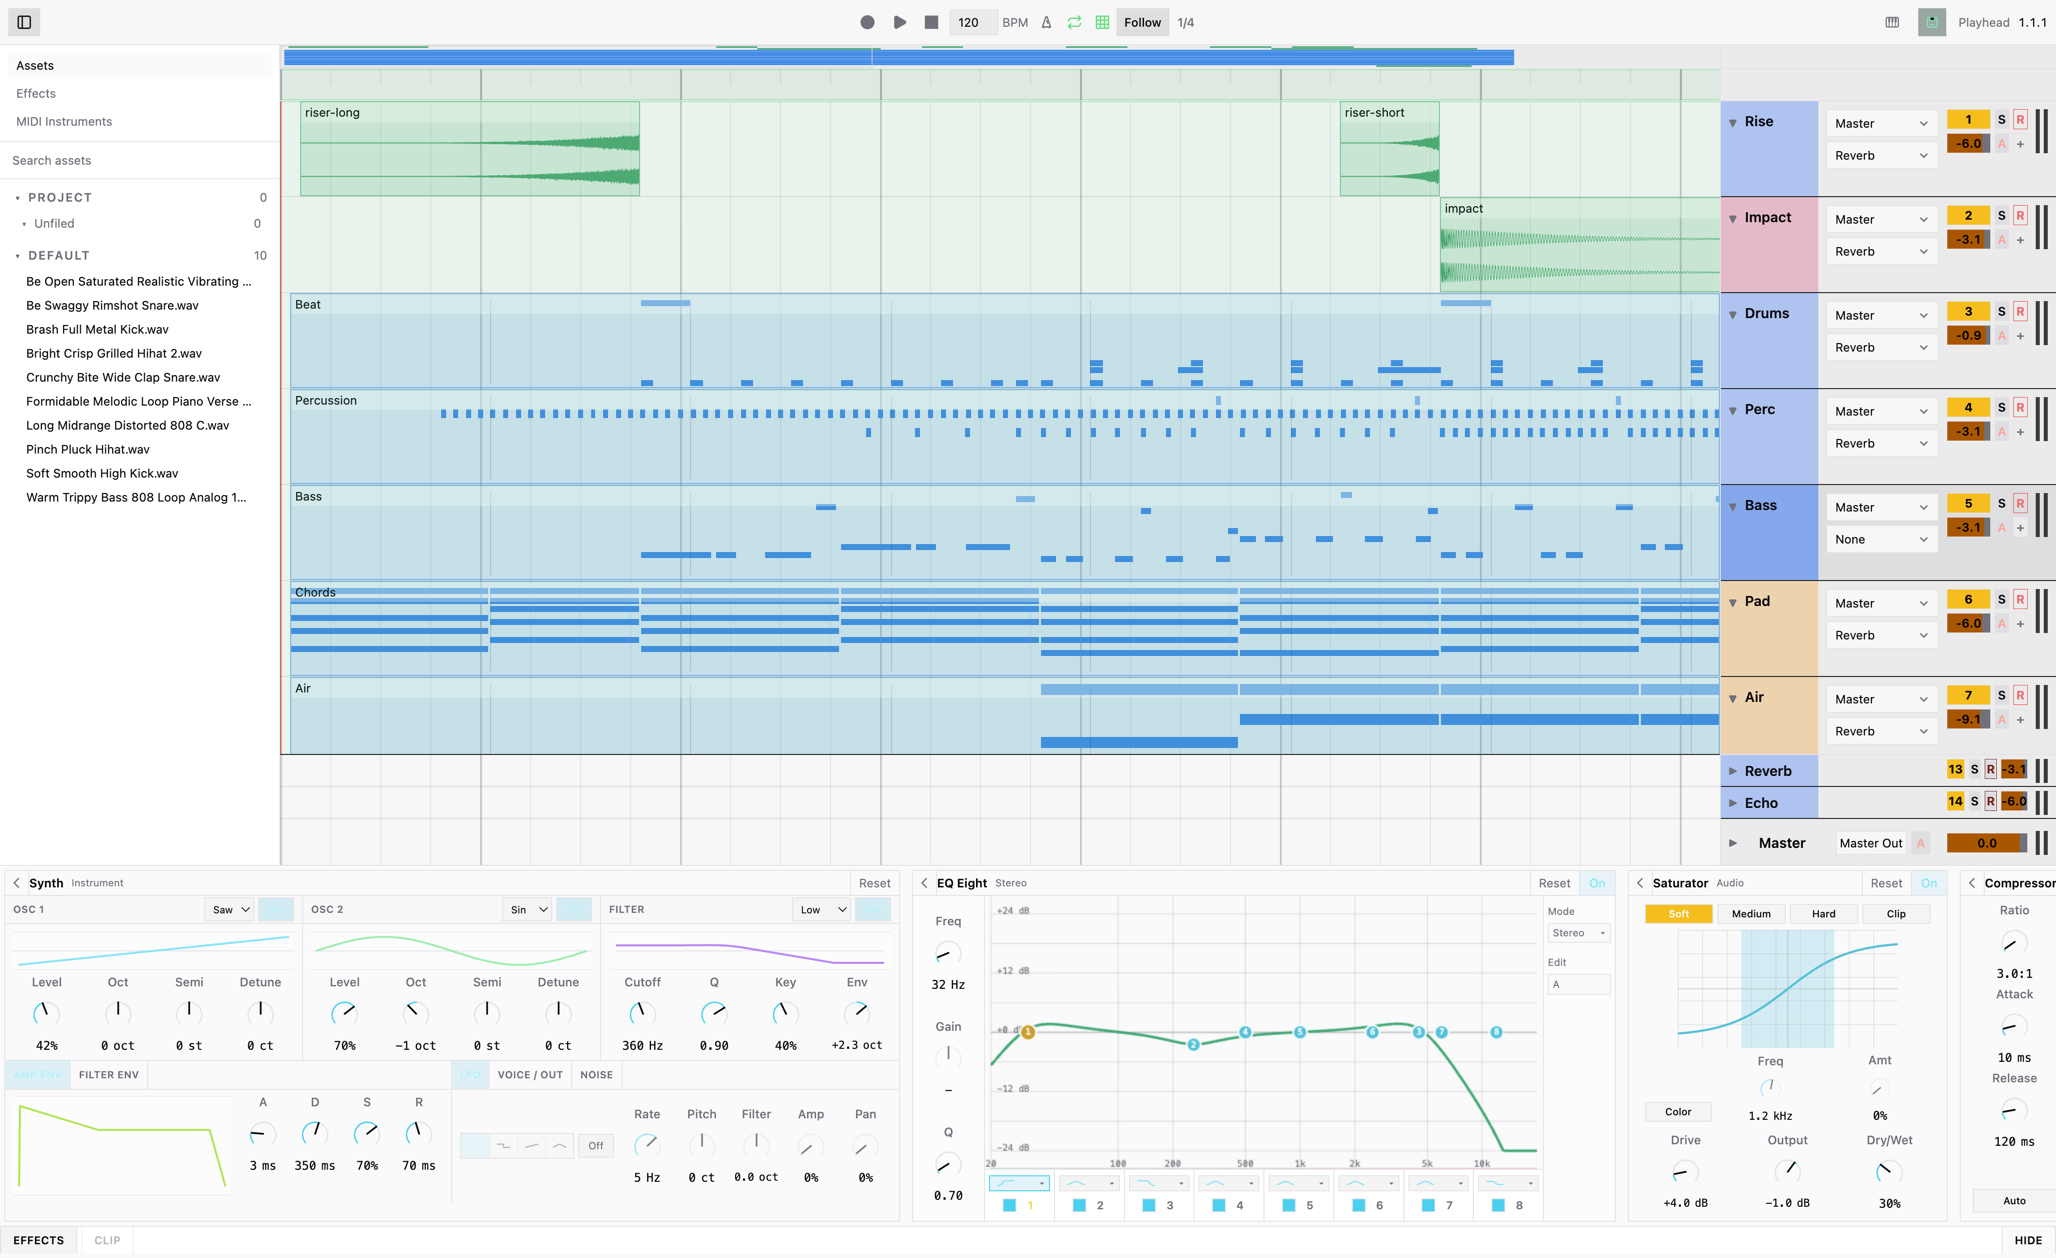 120 BPM Follow 1/4 Playhead 1.1.1
Assets
Effects
MIDI Instruments
Search assets
PROJECT 0
Unfiled 0
DEFAULT 10
Be Open Saturated Realistic Vibrating ...
Be Swaggy Rimshot Snare.wav
Brash Full Metal Kick.wav
Bright Crisp Grilled Hihat 2.wav
Crunchy Bite Wide Clap Snare.wav
Formidable Melodic Loop Piano Verse ...
Long Midrange Distorted 808 C.wav
Pinch Pluck Hihat.wav
Soft Smooth High Kick.wav
Warm Trippy Bass 808 Loop Analog 1...
riser-long
riser-short
impact
Beat
Percussion
Bass
Chords
Air
Rise Master 1 S R
Reverb -6.0 A +
Impact Master 2 S R
Reverb -3.1 A +
Drums Master 3 S R
Reverb -0.9 A +
Perc Master 4 S R
Reverb -3.1 A +
Bass Master 5 S R
None -3.1 A +
Pad Master 6 S R
Reverb -6.0 A +
Air Master 7 S R
Reverb -9.1 A +
Reverb 13 S R -3.1
Echo 14 S R -6.0
Master Master Out A 0.0
Synth Instrument Reset
OSC 1 Saw
OSC 2 Sin
FILTER Low
Level Oct Semi Detune
42% 0 oct 0 st 0 ct
Level Oct Semi Detune
70% -1 oct 0 st 0 ct
Cutoff Q Key Env
360 Hz 0.90 40% +2.3 oct
AMP ENV FILTER ENV
A D S R
3 ms 350 ms 70% 70 ms
LFO VOICE / OUT NOISE
Off
Rate Pitch Filter Amp Pan
5 Hz 0 ct 0.0 oct 0% 0%
EQ Eight Stereo Reset On
Freq
32 Hz
Gain
–
Q
0.70
+24 dB
+12 dB
+0 dB
-12 dB
-24 dB
1 2 4 5 6 3 7 8
20 100 200 500 1k 2k 5k 10k
1 2 3 4 5 6 7 8
Mode
Stereo
Edit
A
Saturator Audio Reset On
Soft Medium Hard Clip
Freq Amt
Color 1.2 kHz 0%
Drive Output Dry/Wet
+4.0 dB -1.0 dB 30%
Compressor
Ratio
3.0:1
Attack
10 ms
Release
120 ms
Auto
EFFECTS CLIP HIDE